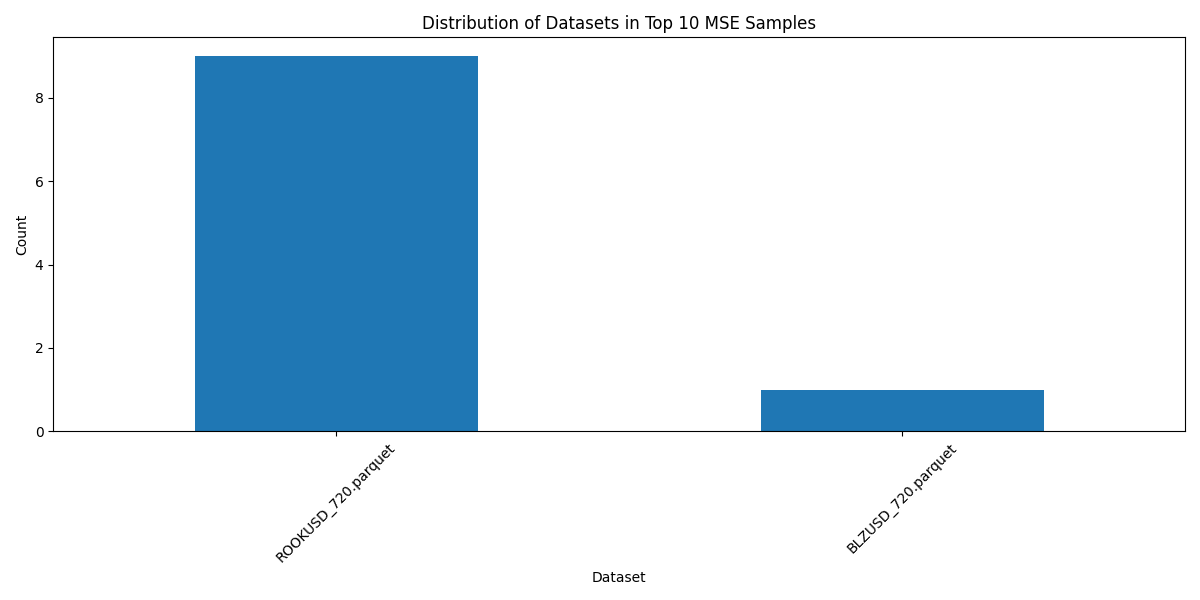 Distribution of Datasets in Top 10 MSE Samples
8
6
4
2
0
Count
ROOKUSD_720.parquet
BLZUSD_720.parquet
Dataset